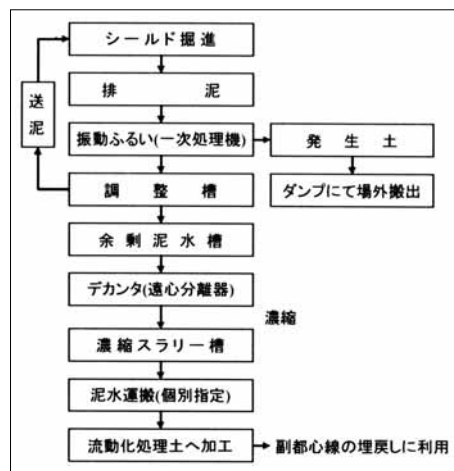 シールド掘進
排泥
送泥
振動ふるい(一次処理機)
発生土
調整槽
ダンプにて場外搬出
余剰泥水槽
デカンタ(遠心分離器)
濃縮
濃縮スラリー槽
泥水運搬(個別指定)
流動化処理土へ加工
副都心線の埋戻しに利用